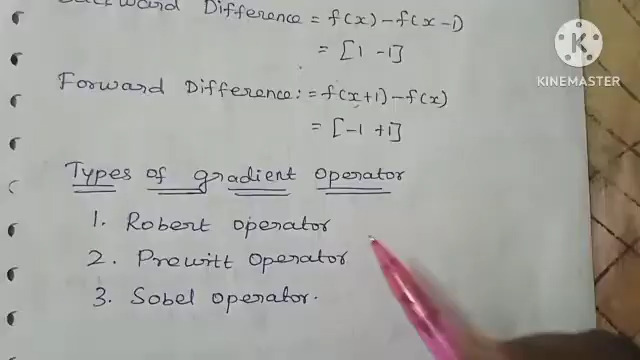 Backward Difference = f(x) - f(x-1)
= [1 -1]
Forward Difference: = f(x+1) - f(x)
= [-1 +1]
Types of gradient operator
1. Robert operator
2. Prewitt operator
3. Sobel operator.
KINEMASTER